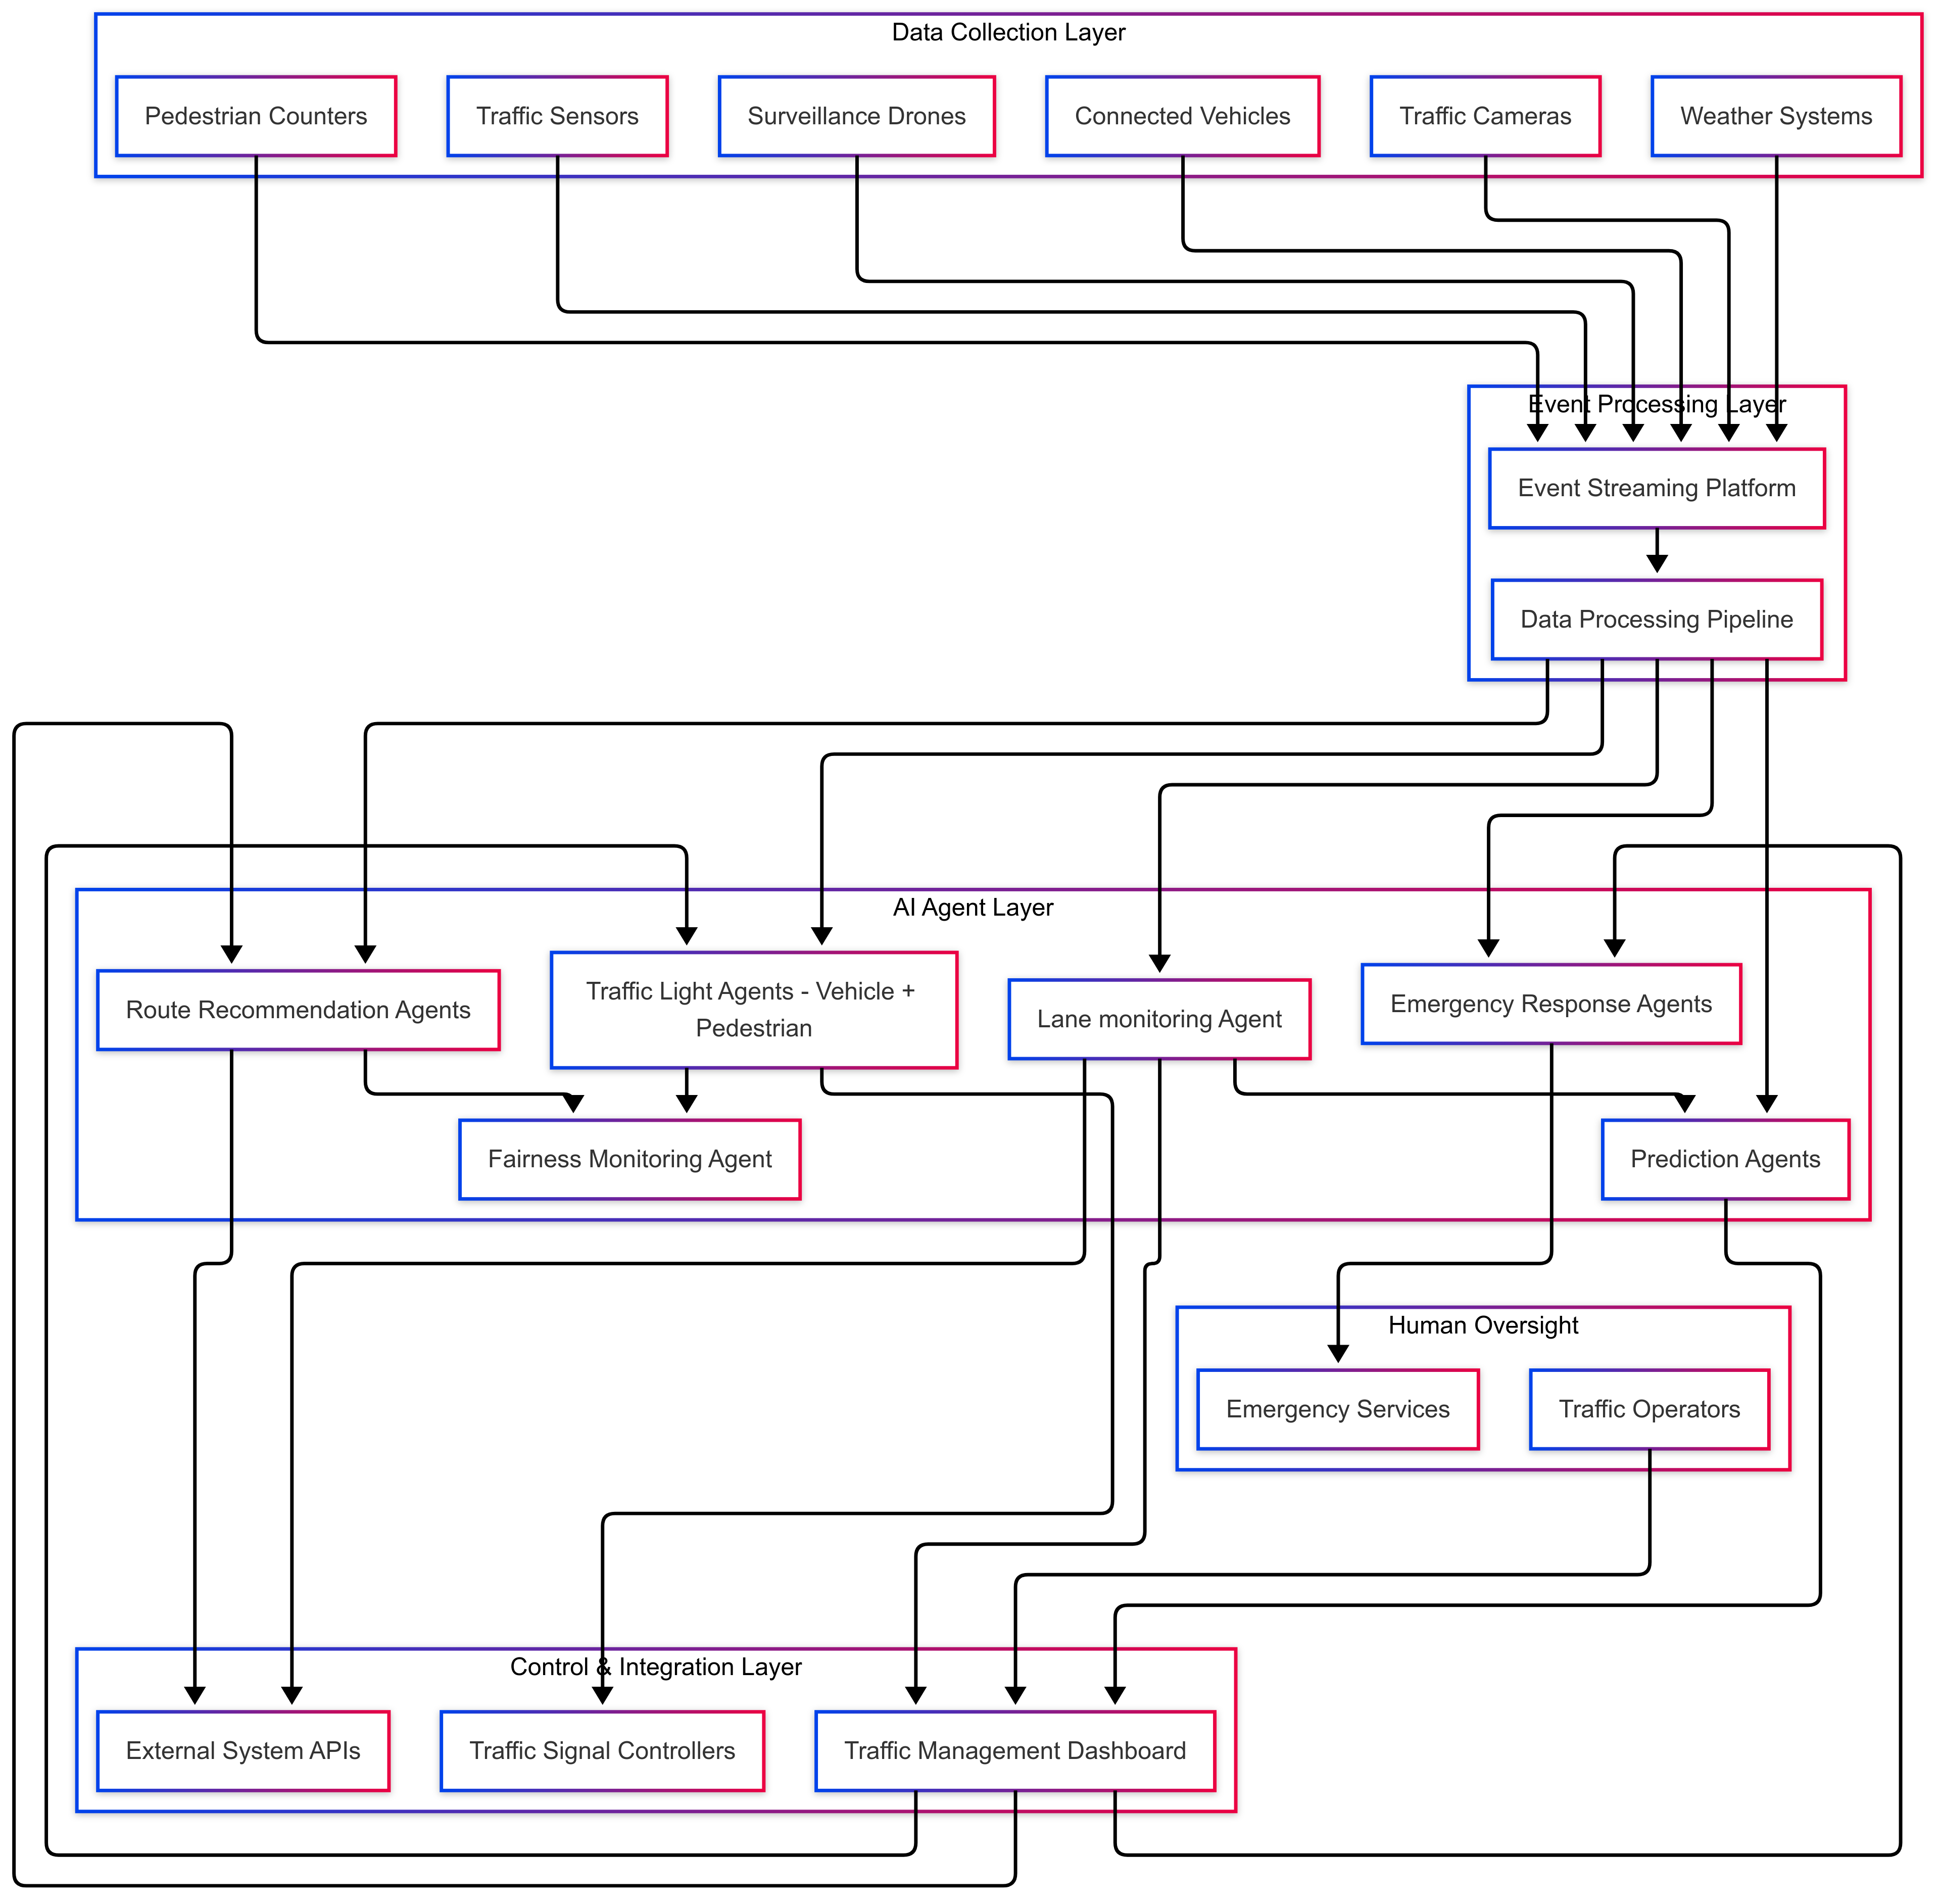 Data Collection Layer
Pedestrian Counters
Traffic Sensors
Surveillance Drones
Connected Vehicles
Traffic Cameras
Weather Systems
Event Processing Layer
Event Streaming Platform
Data Processing Pipeline
AI Agent Layer
Route Recommendation Agents
Traffic Light Agents - Vehicle +
Pedestrian
Lane monitoring Agent
Emergency Response Agents
Fairness Monitoring Agent
Prediction Agents
Human Oversight
Emergency Services
Traffic Operators
Control & Integration Layer
External System APIs
Traffic Signal Controllers
Traffic Management Dashboard